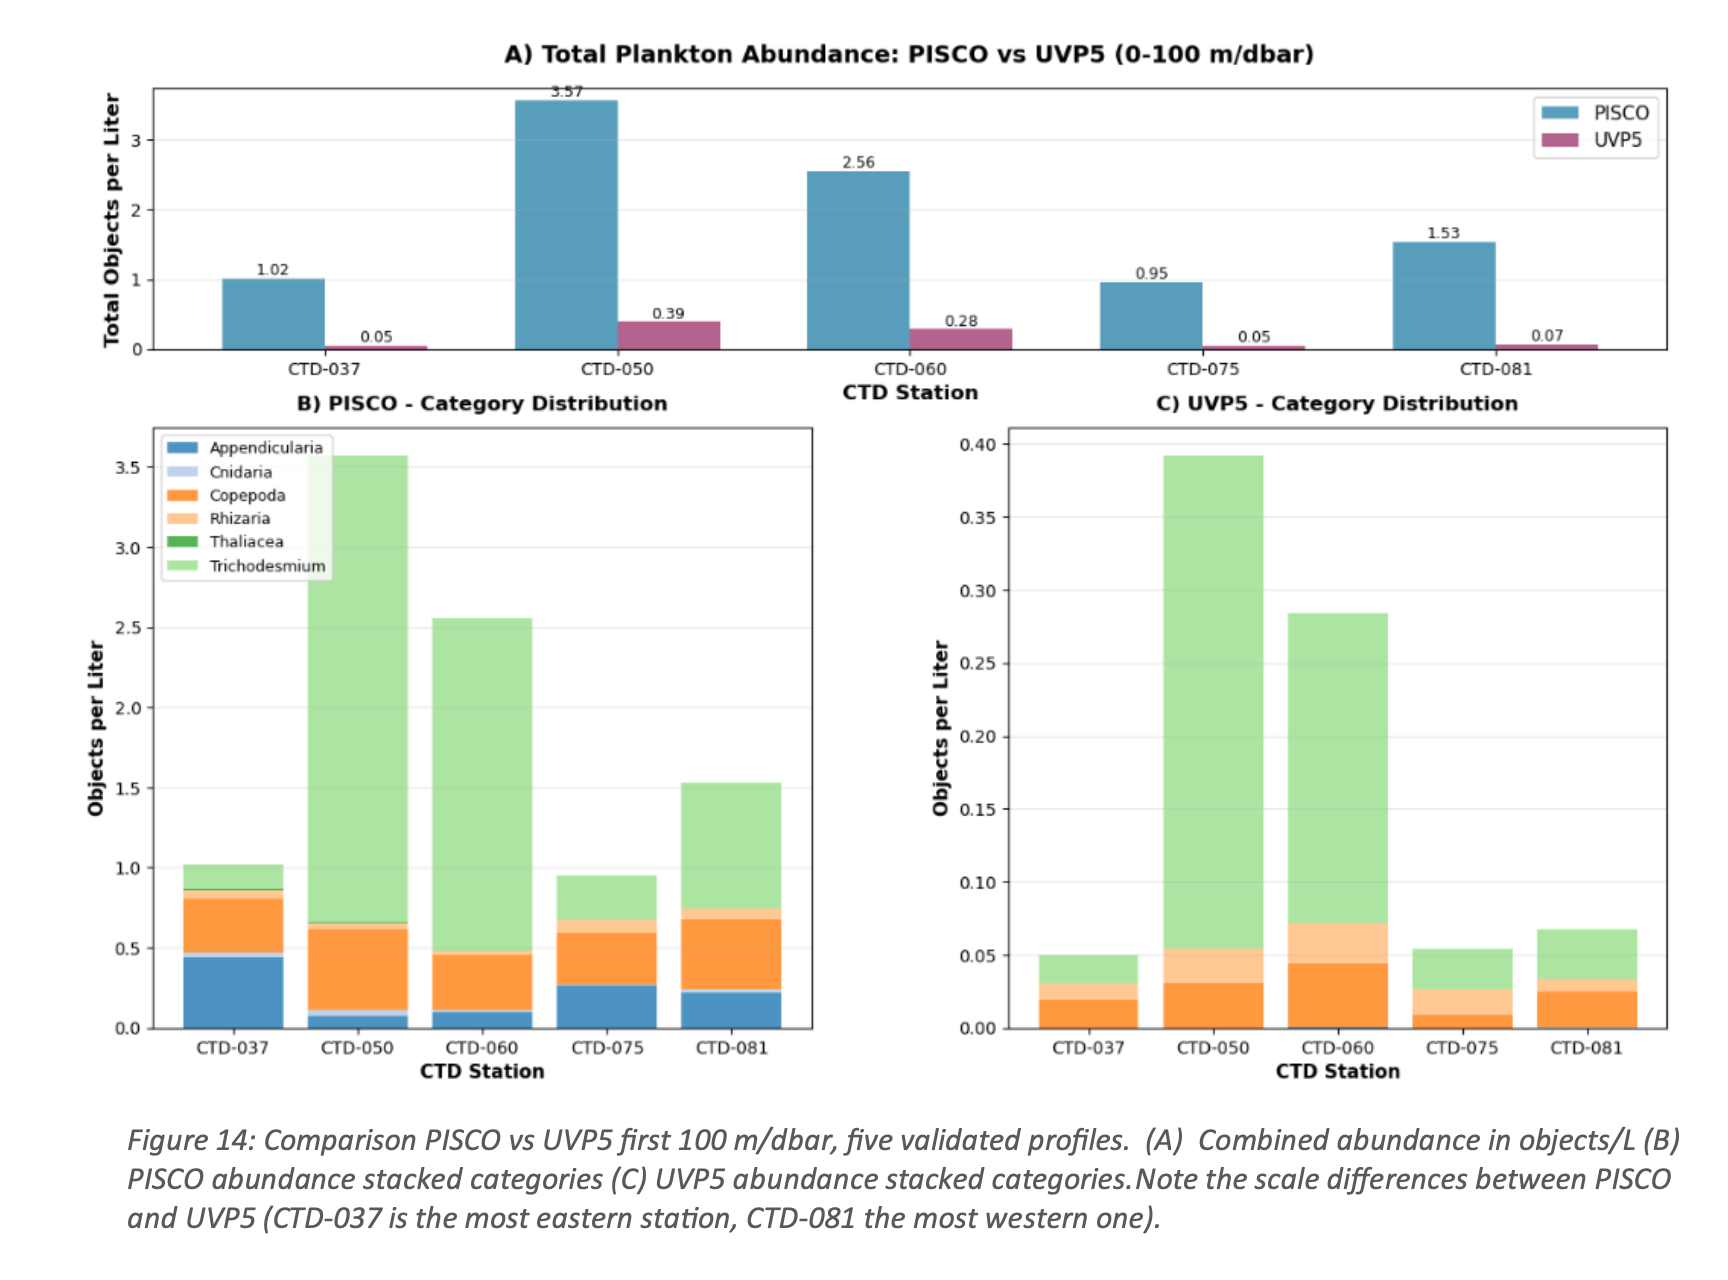 A) Total Plankton Abundance: PISCO vs UVP5 (0-100 m/dbar)
Total Objects per Liter
3
2
1
0
3.57
2.56
1.53
1.02
0.95
0.39
0.28
0.05
0.05
0.07
PISCO
UVP5
CTD-037
CTD-050
CTD-060
CTD-075
CTD-081
CTD Station
B) PISCO - Category Distribution
Objects per Liter
3.5
3.0
2.5
2.0
1.5
1.0
0.5
0.0
Appendicularia
Cnidaria
Copepoda
Rhizaria
Thaliacea
Trichodesmium
CTD-037
CTD-050
CTD-060
CTD-075
CTD-081
CTD Station
C) UVP5 - Category Distribution
Objects per Liter
0.40
0.35
0.30
0.25
0.20
0.15
0.10
0.05
0.00
CTD-037
CTD-050
CTD-060
CTD-075
CTD-081
CTD Station
Figure 14: Comparison PISCO vs UVP5 first 100 m/dbar, five validated profiles. (A) Combined abundance in objects/L (B)
PISCO abundance stacked categories (C) UVP5 abundance stacked categories.Note the scale differences between PISCO
and UVP5 (CTD-037 is the most eastern station, CTD-081 the most western one).